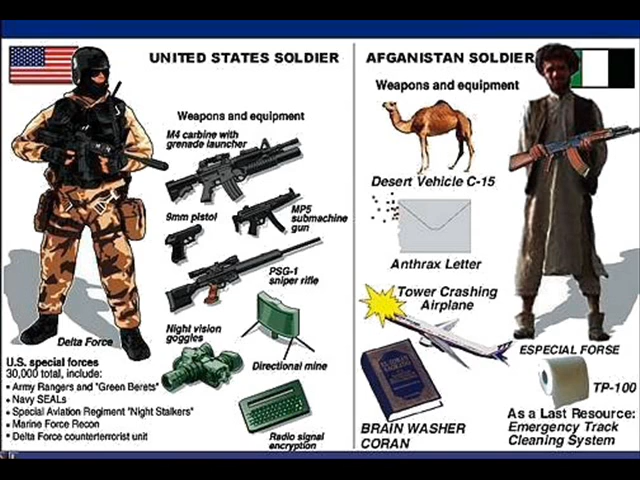 UNITED STATES SOLDIER
Weapons and equipment
M4 carbine with
grenade launcher
9mm pistol
MP5
submachine
gun
PSG-1
sniper rifle
Night vision
goggles
Directional mine
Radio signal
encryption
Delta Force
U.S. special forces
30,000 total, include:
• Army Rangers and "Green Berets"
• Navy SEALs
• Special Aviation Regiment "Night Stalkers"
• Marine Force Recon
• Delta Force counterterrorist unit
AFGANISTAN SOLDIER
Weapons and equipment
Desert Vehicle C-15
Anthrax Letter
Tower Crashing
Airplane
ESPECIAL FORSE
BRAIN WASHER
CORAN
TP-100
As a Last Resource:
Emergency Track
Cleaning System